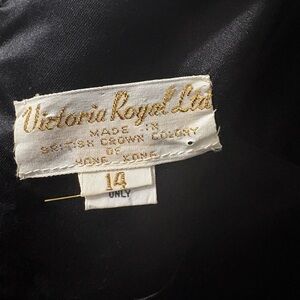 Victoria Royal Ltd
MADE IN
BRITISH CROWN COLONY
OF
HONG KONG
14
ONLY